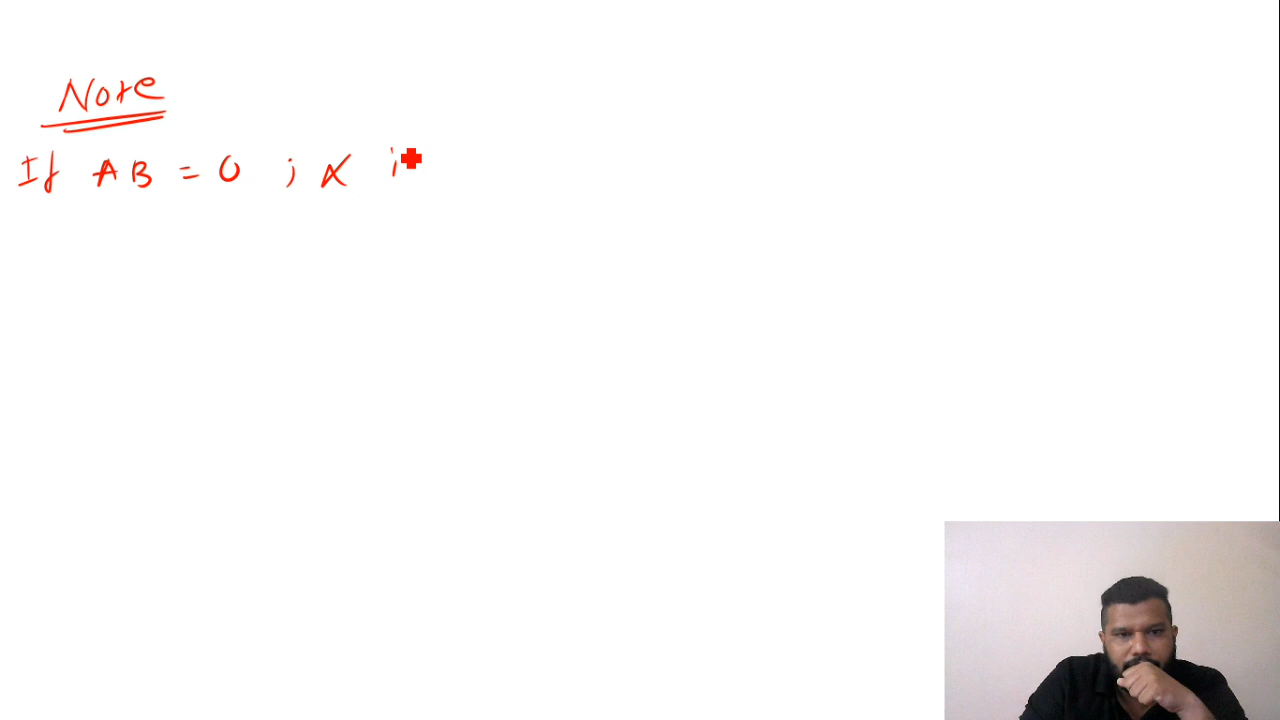 Note
If AB = 0 ; A i